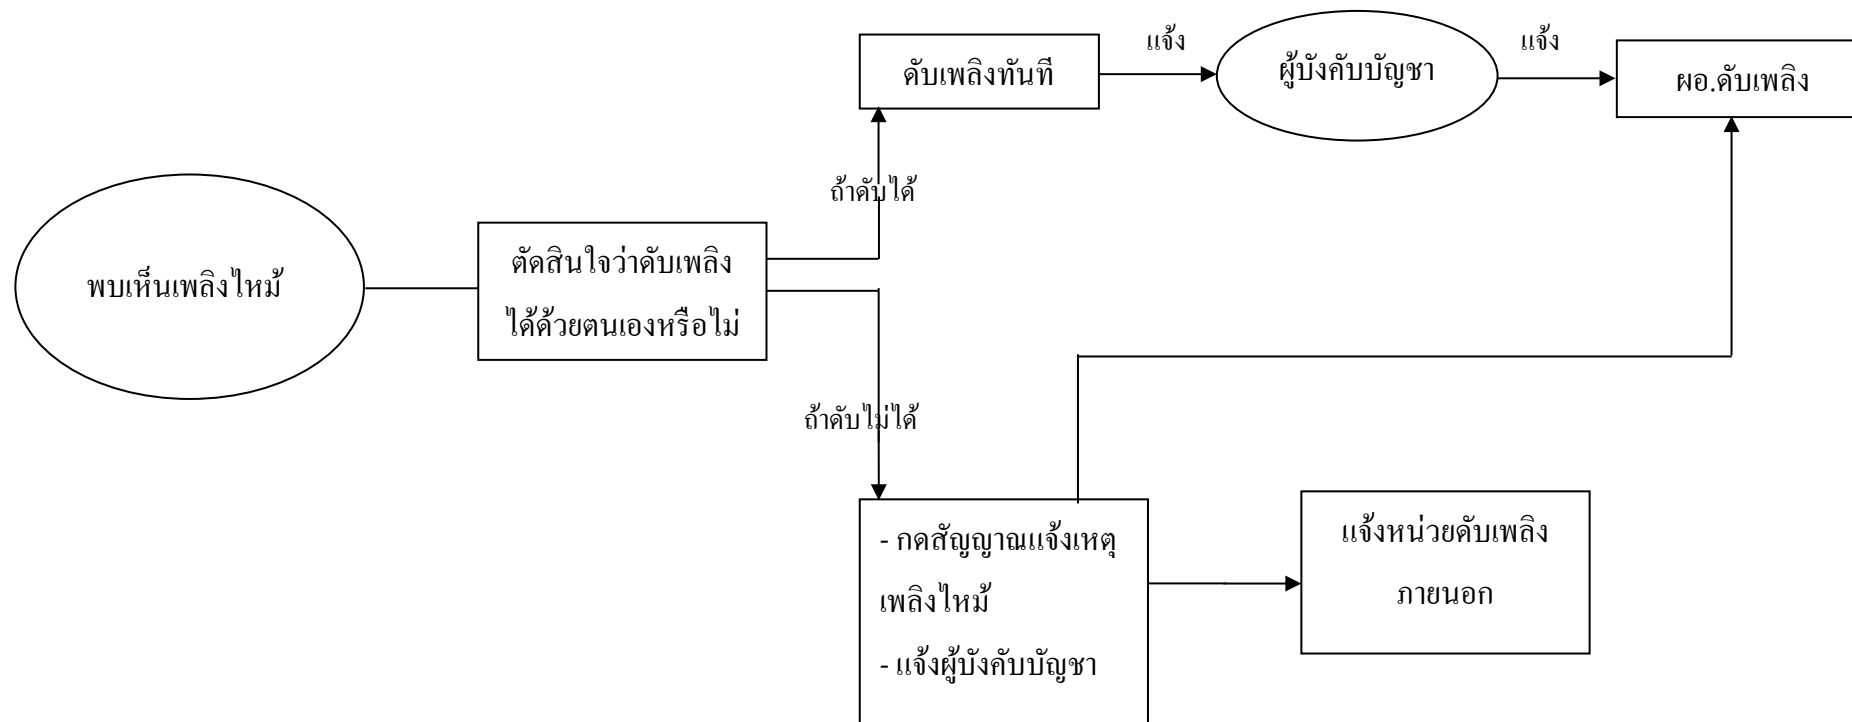 แจ้ง
แจ้ง
ดับเพลิงทันที
ผู้บังคับบัญชา
ผอ.ดับเพลิง
ถ้าดับได้
พบเห็นเพลิงไหม้
ตัดสินใจว่าดับเพลิง
ได้ด้วยตนเองหรือไม่
ถ้าดับไม่ได้
- กดสัญญาณแจ้งเหตุ
เพลิงไหม้
- แจ้งผู้บังคับบัญชา
แจ้งหน่วยดับเพลิง
ภายนอก